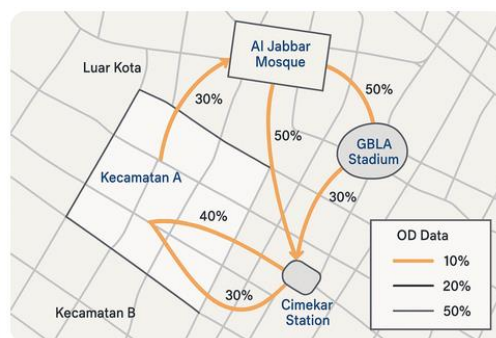 Al Jabbar
Mosque
Luar Kota
30%
50%
50%
GBLA
Stadium
Kecamatan A
30%
40%
30%
Cimekar
Station
Kecamatan B
OD Data
10%
20%
50%